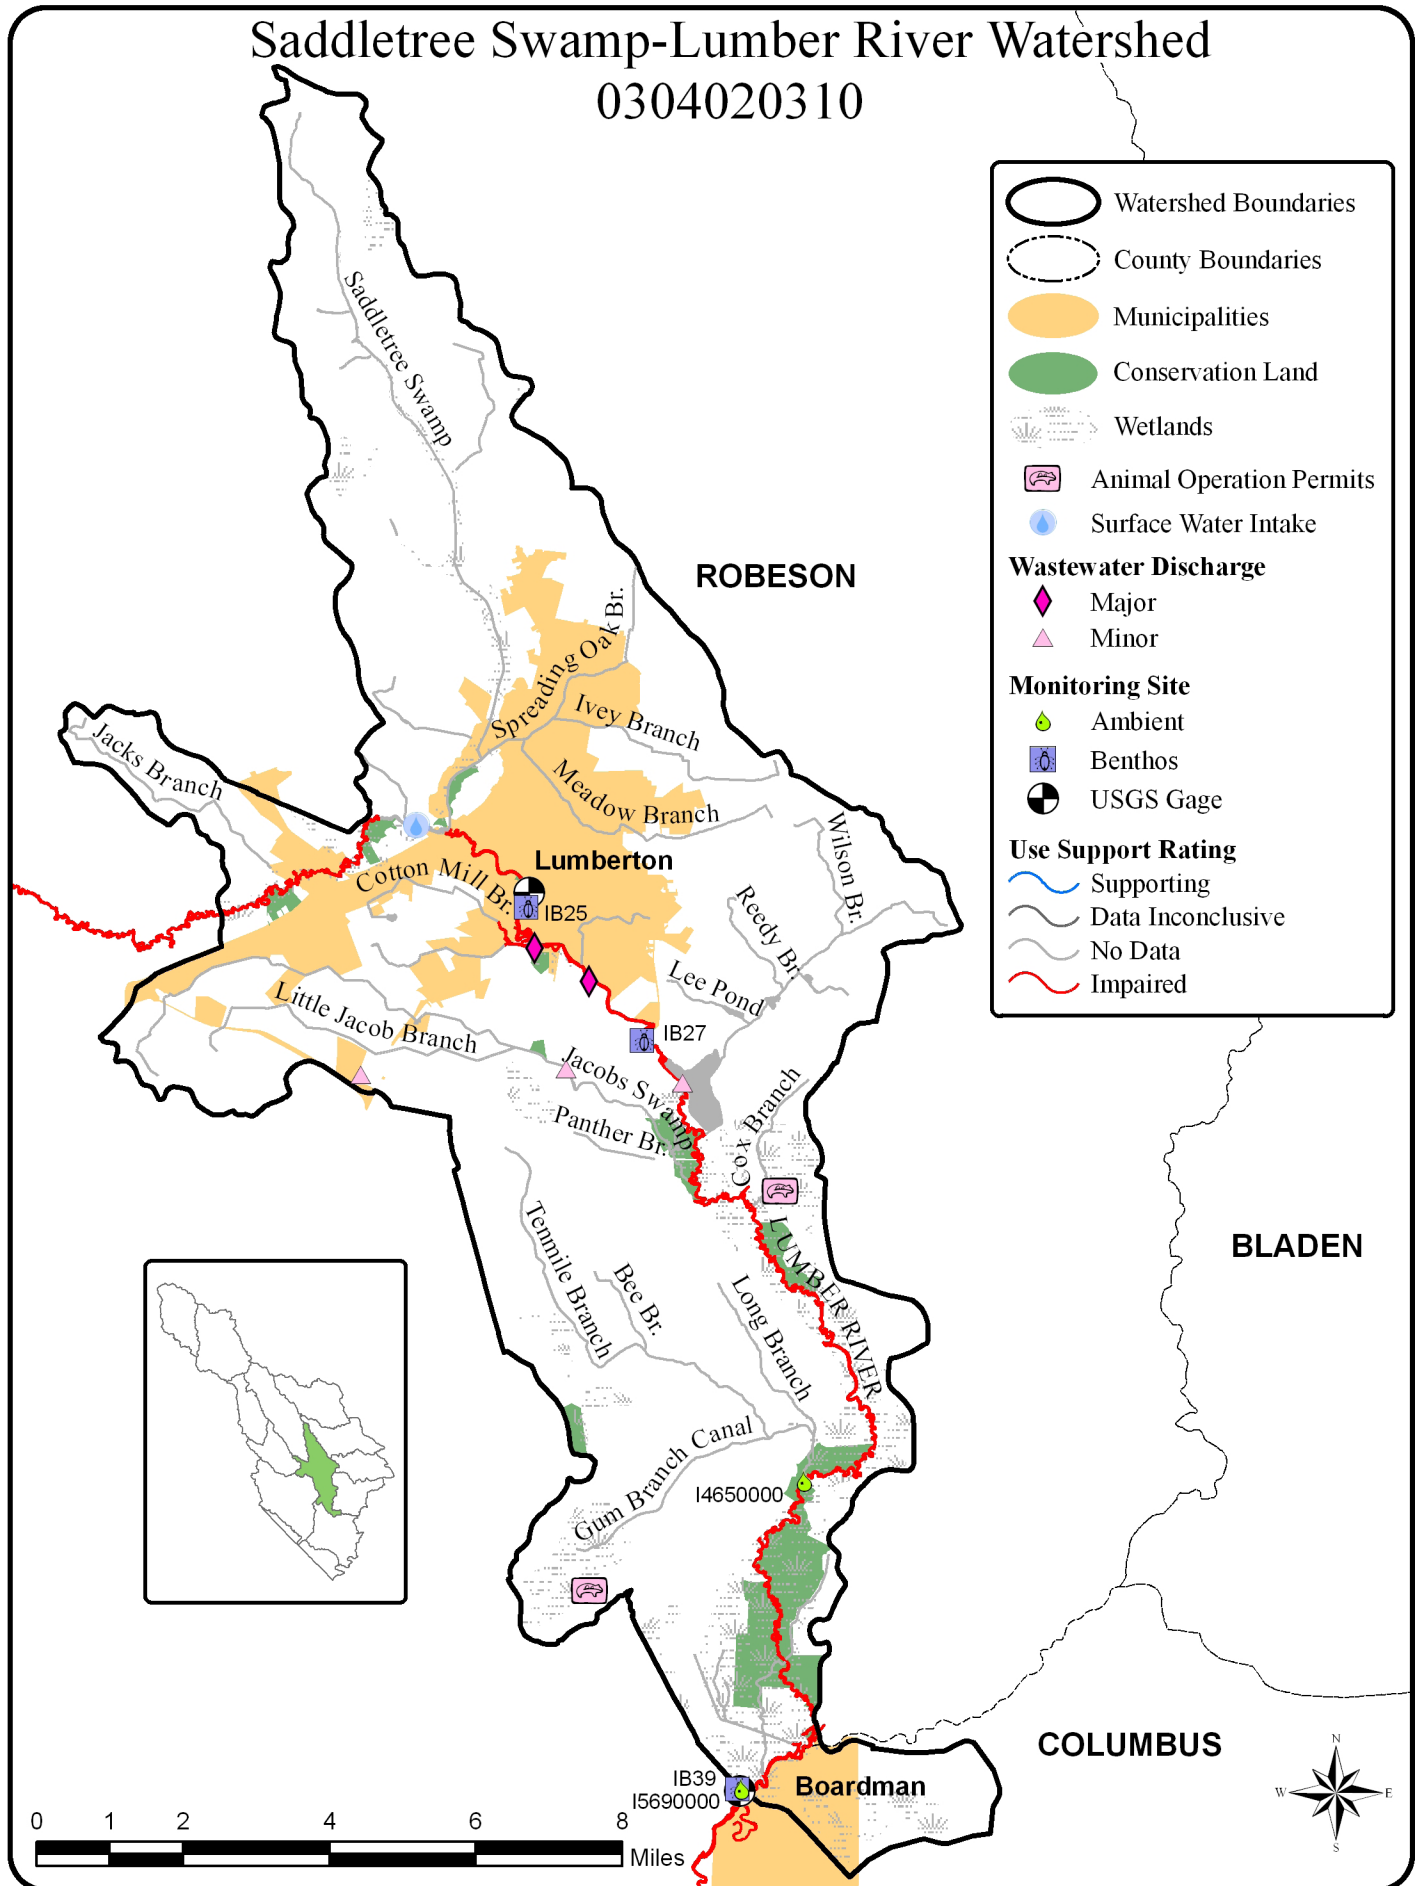 Saddletree Swamp-Lumber River Watershed
0304020310
Watershed Boundaries
County Boundaries
Municipalities
Conservation Land
Wetlands
Animal Operation Permits
Surface Water Intake
Wastewater Discharge
Major
Minor
Monitoring Site
Ambient
Benthos
USGS Gage
Use Support Rating
Supporting
Data Inconclusive
No Data
Impaired
Saddletree Swamp
ROBESON
Spreading Oak Br.
Ivey Branch
Jacks Branch
Meadow Branch
Wilson Br.
Lumberton
Cotton Mill Br.
IB25
Reedy Br.
Lee Pond
Little Jacob Branch
IB27
Jacobs Swamp
Panther Br.
Cox Branch
LUMBER RIVER
BLADEN
Tenmile Branch
Bee Br.
Long Branch
Gum Branch Canal
I4650000
COLUMBUS
IB39
I5690000
Boardman
N
W
E
S
0 1 2 4 6 8
Miles